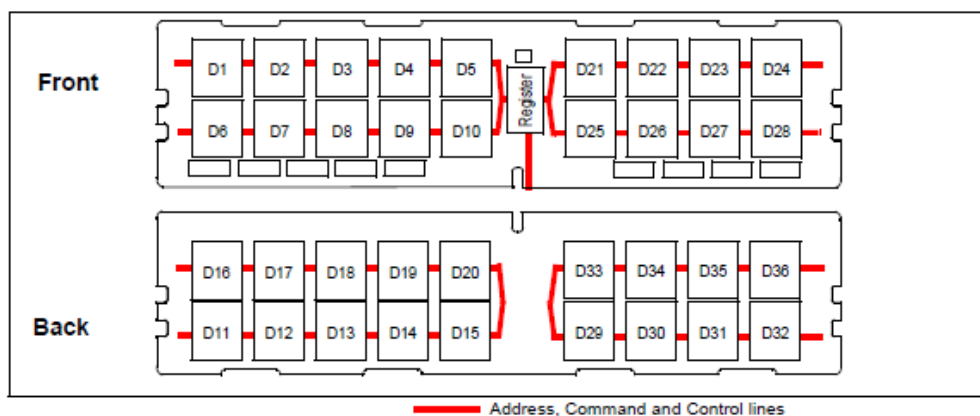 D1 D2 D3 D4 D5 D21 D22 D23 D24
Front
Register
D6 D7 D8 D9 D10 D25 D26 D27 D28
D16 D17 D18 D19 D20 D33 D34 D35 D36
Back
D11 D12 D13 D14 D15 D29 D30 D31 D32
Address, Command and Control lines